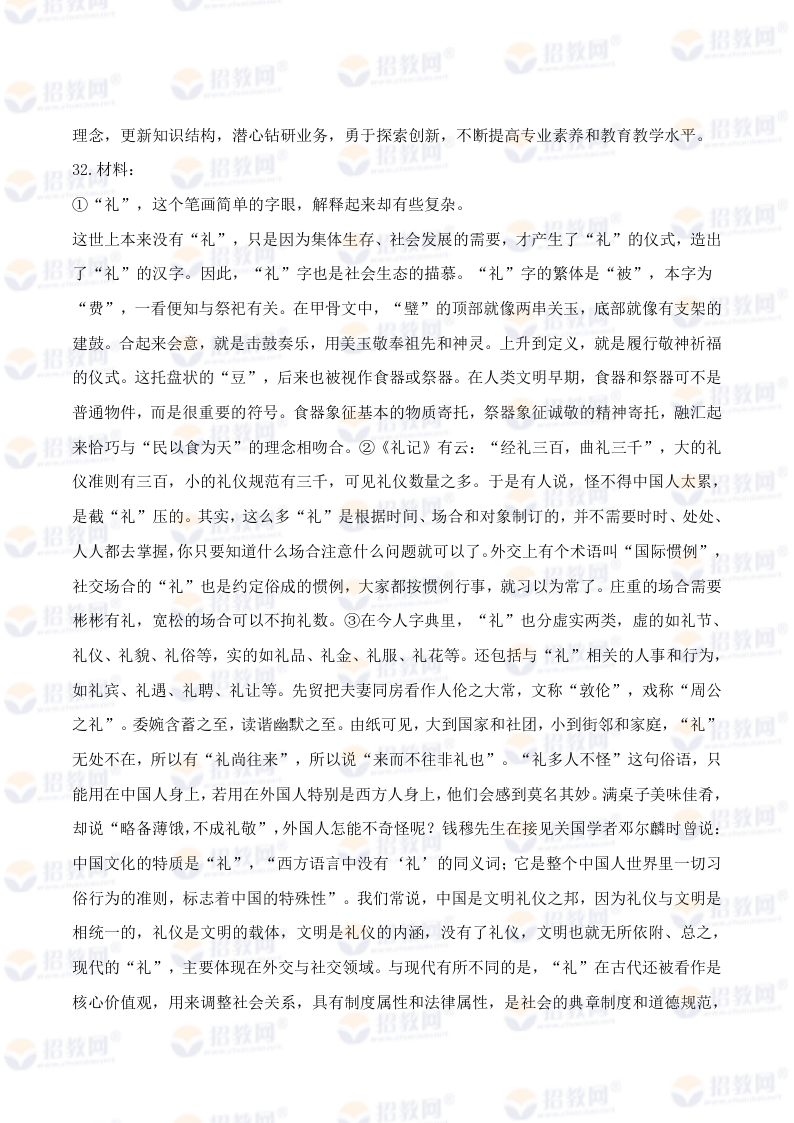 理念，更新知识结构，潜心钻研业务，勇于探索创新，不断提高专业素养和教育教学水平。
32.材料：
①“礼”，这个笔画简单的字眼，解释起来却有些复杂。
这世上本来没有“礼”，只是因为集体生存、社会发展的需要，才产生了“礼”的仪式，造出
了“礼”的汉字。因此，“礼”字也是社会生态的描慕。“礼”字的繁体是“被”，本字为
“费”，一看便知与祭祀有关。在甲骨文中，“璧”的顶部就像两串关玉，底部就像有支架的
建鼓。合起来会意，就是击鼓奏乐，用美玉敬奉祖先和神灵。上升到定义，就是履行敬神祈福
的仪式。这托盘状的“豆”，后来也被视作食器或祭器。在人类文明早期，食器和祭器可不是
普通物件，而是很重要的符号。食器象征基本的物质寄托，祭器象征诚敬的精神寄托，融汇起
来恰巧与“民以食为天”的理念相吻合。②《礼记》有云：“经礼三百，曲礼三千”，大的礼
仪准则有三百，小的礼仪规范有三千，可见礼仪数量之多。于是有人说，怪不得中国人太累，
是截“礼”压的。其实，这么多“礼”是根据时间、场合和对象制订的，并不需要时时、处处、
人人都去掌握，你只要知道什么场合注意什么问题就可以了。外交上有个术语叫“国际惯例”，
社交场合的“礼”也是约定俗成的惯例，大家都按惯例行事，就习以为常了。庄重的场合需要
彬彬有礼，宽松的场合可以不拘礼数。③在今人字典里，“礼”也分虚实两类，虚的如礼节、
礼仪、礼貌、礼俗等，实的如礼品、礼金、礼服、礼花等。还包括与“礼”相关的人事和行为，
如礼宾、礼遇、礼聘、礼让等。先贸把夫妻同房看作人伦之大常，文称“敦伦”，戏称“周公
之礼”。委婉含蓄之至，读谐幽默之至。由纸可见，大到国家和社团，小到街邻和家庭，“礼”
无处不在，所以有“礼尚往来”，所以说“来而不往非礼也”。“礼多人不怪”这句俗语，只
能用在中国人身上，若用在外国人特别是西方人身上，他们会感到莫名其妙。满桌子美味佳肴，
却说“略备薄饿，不成礼敬”，外国人怎能不奇怪呢？钱穆先生在接见关国学者邓尔麟时曾说：
中国文化的特质是“礼”，“西方语言中没有‘礼’的同义词；它是整个中国人世界里一切习
俗行为的准则，标志着中国的特殊性”。我们常说，中国是文明礼仪之邦，因为礼仪与文明是
相统一的，礼仪是文明的载体，文明是礼仪的内涵，没有了礼仪，文明也就无所依附、总之，
现代的“礼”，主要体现在外交与社交领域。与现代有所不同的是，“礼”在古代还被看作是
核心价值观，用来调整社会关系，具有制度属性和法律属性，是社会的典章制度和道德规范，